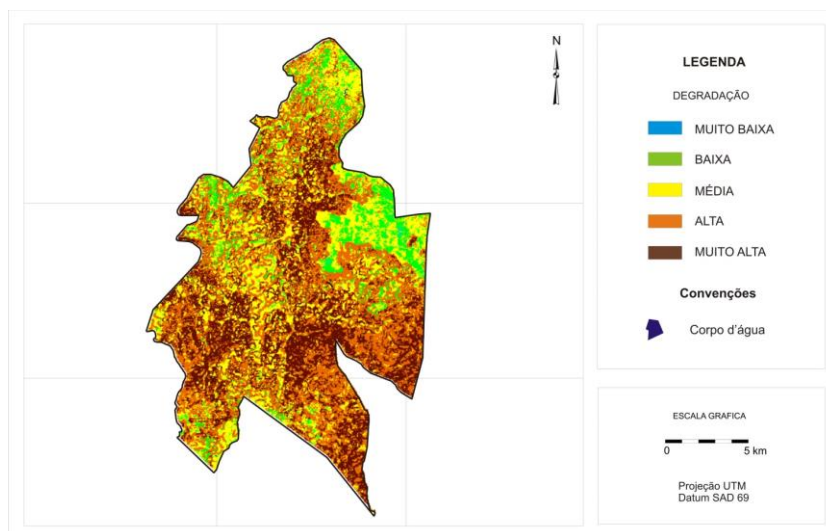 N
LEGENDA
DEGRADAÇÃO
MUITO BAIXA
BAIXA
MÉDIA
ALTA
MUITO ALTA
Convenções
Corpo d'água
ESCALA GRAFICA
0 5 km
Projeção UTM
Datum SAD 69